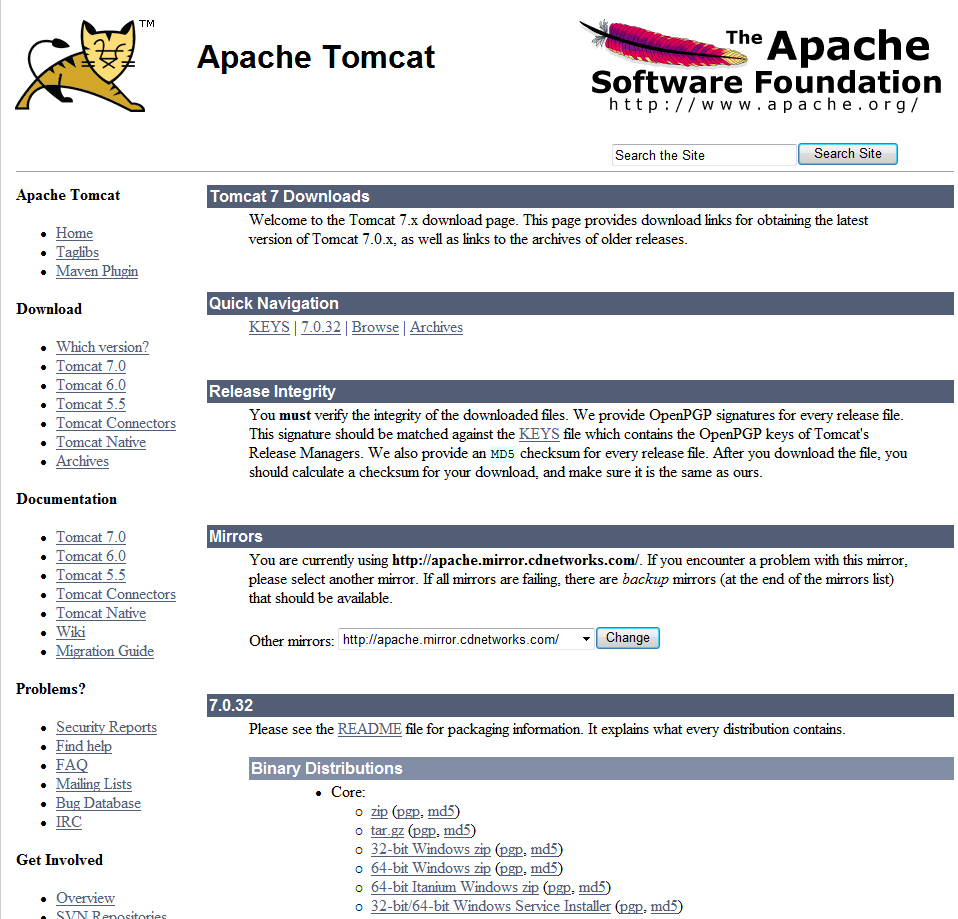 TM
Apache Tomcat
The Apache
Software Foundation
http://www.apache.org/
Search the Site
Search Site
Apache Tomcat
Home
Taglibs
Maven Plugin
Download
Which version?
Tomcat 7.0
Tomcat 6.0
Tomcat 5.5
Tomcat Connectors
Tomcat Native
Archives
Documentation
Tomcat 7.0
Tomcat 6.0
Tomcat 5.5
Tomcat Connectors
Tomcat Native
Wiki
Migration Guide
Problems?
Security Reports
Find help
FAQ
Mailing Lists
Bug Database
IRC
Get Involved
Overview
SVN Repositories
Tomcat 7 Downloads
Welcome to the Tomcat 7.x download page. This page provides download links for obtaining the latest
version of Tomcat 7.0.x, as well as links to the archives of older releases.
Quick Navigation
KEYS | 7.0.32 | Browse | Archives
Release Integrity
You must verify the integrity of the downloaded files. We provide OpenPGP signatures for every release file.
This signature should be matched against the KEYS file which contains the OpenPGP keys of Tomcat's
Release Managers. We also provide an MD5 checksum for every release file. After you download the file, you
should calculate a checksum for your download, and make sure it is the same as ours.
Mirrors
You are currently using http://apache.mirror.cdnetworks.com/. If you encounter a problem with this mirror,
please select another mirror. If all mirrors are failing, there are backup mirrors (at the end of the mirrors list)
that should be available.
Other mirrors: http://apache.mirror.cdnetworks.com/ Change
7.0.32
Please see the README file for packaging information. It explains what every distribution contains.
Binary Distributions
Core:
zip (pgp, md5)
tar.gz (pgp, md5)
32-bit Windows zip (pgp, md5)
64-bit Windows zip (pgp, md5)
64-bit Itanium Windows zip (pgp, md5)
32-bit/64-bit Windows Service Installer (pgp, md5)